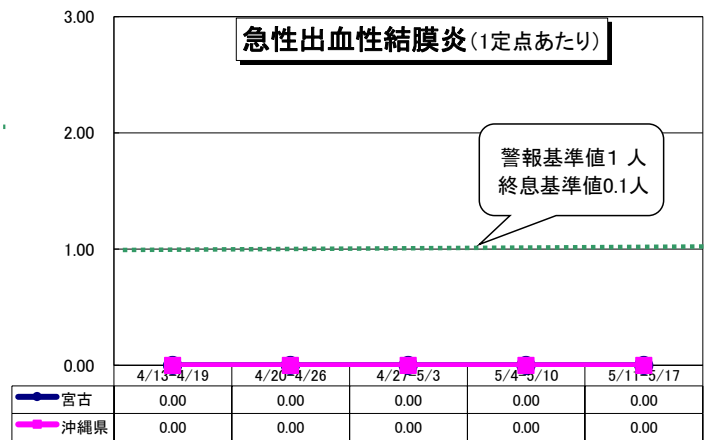 急性出血性結膜炎(1定点あたり)
3.00
2.00
1.00
0.00
警報基準値1 人
終息基準値0.1人
4/13-4/19 4/20-4/26 4/27-5/3 5/4-5/10 5/11-5/17
宮古 0.00 0.00 0.00 0.00 0.00
沖縄県 0.00 0.00 0.00 0.00 0.00